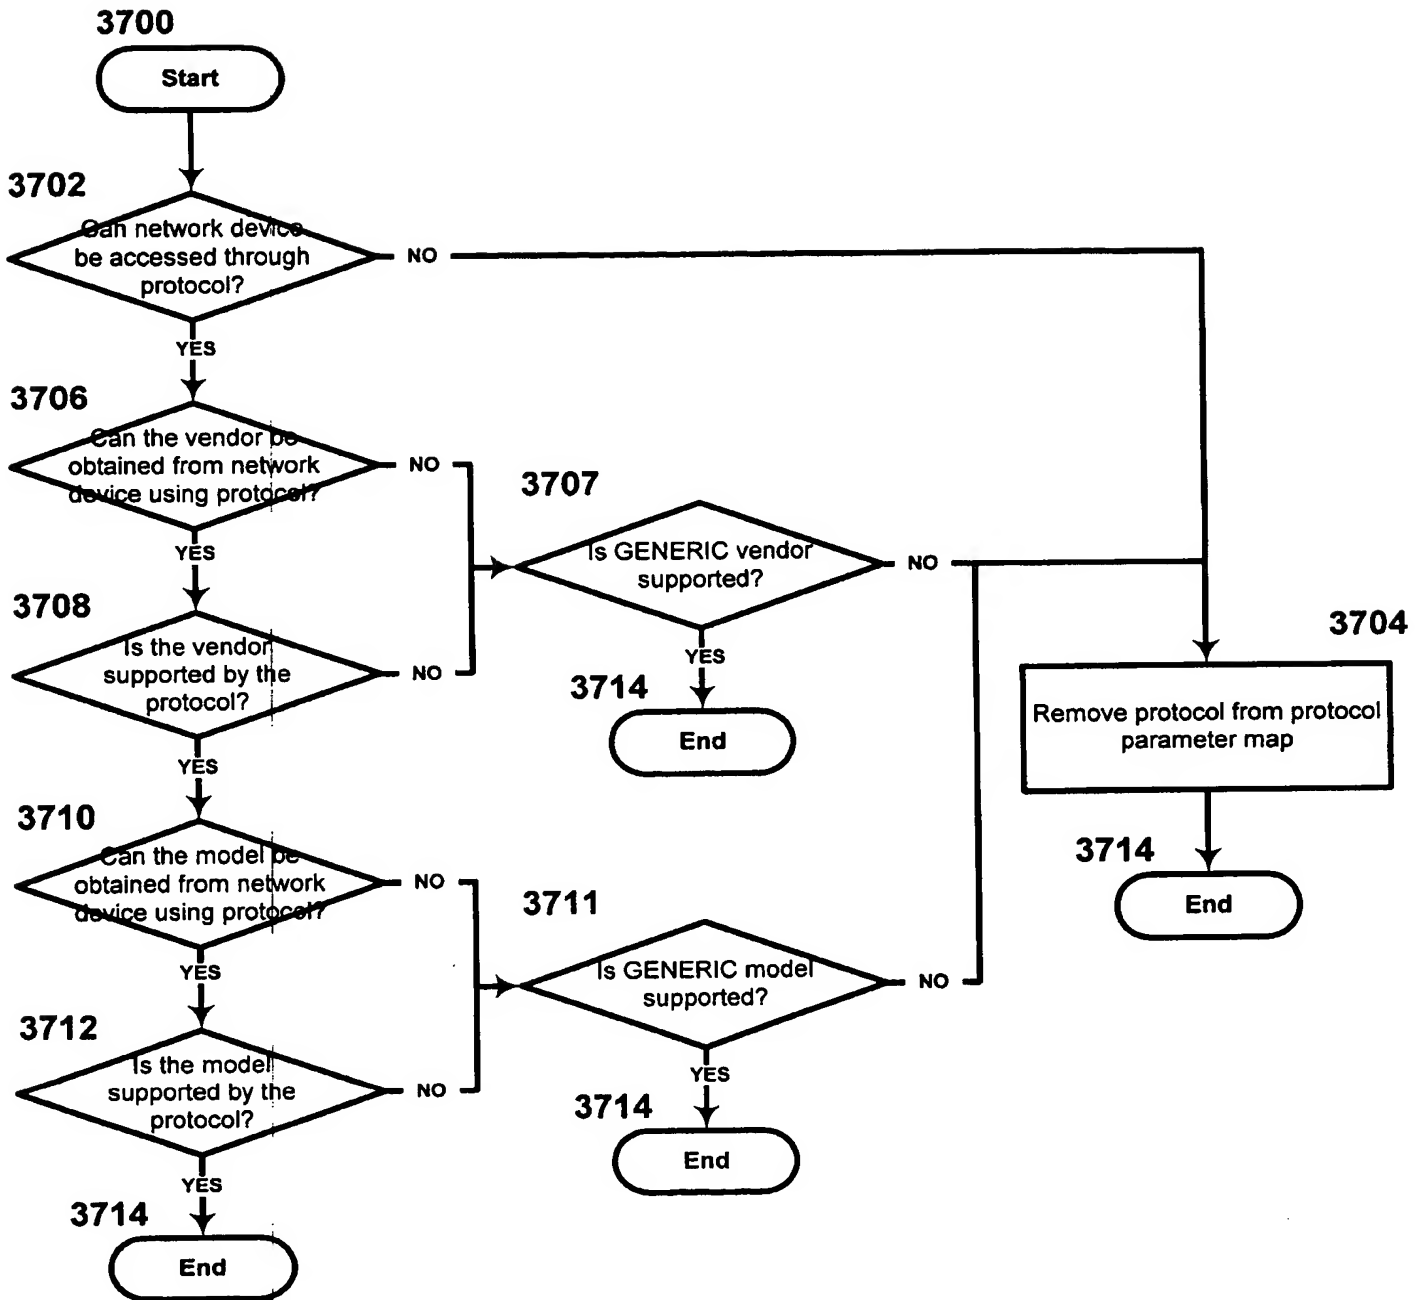 3700
Start
3702
Can network device
be accessed through
protocol?
NO
YES
3706
Can the vendor be
obtained from network
device using protocol?
NO
YES
3707
Is GENERIC vendor
supported?
NO
YES
3714
End
3708
Is the vendor
supported by the
protocol?
NO
YES
3704
Remove protocol from protocol
parameter map
3714
End
3710
Can the model be
obtained from network
device using protocol?
NO
YES
3711
Is GENERIC model
supported?
NO
YES
3714
End
3712
Is the model
supported by the
protocol?
NO
YES
3714
End